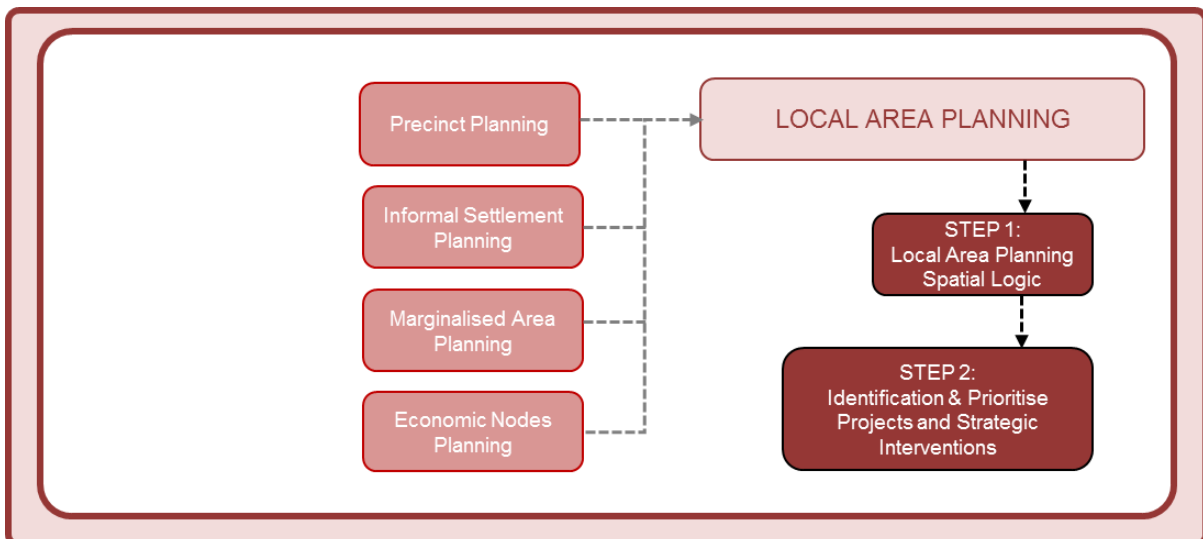 Precinct Planning
LOCAL AREA PLANNING
Informal Settlement
Planning
Marginalised Area
Planning
Economic Nodes
Planning
STEP 1:
Local Area Planning
Spatial Logic
STEP 2:
Identification & Prioritise
Projects and Strategic
Interventions